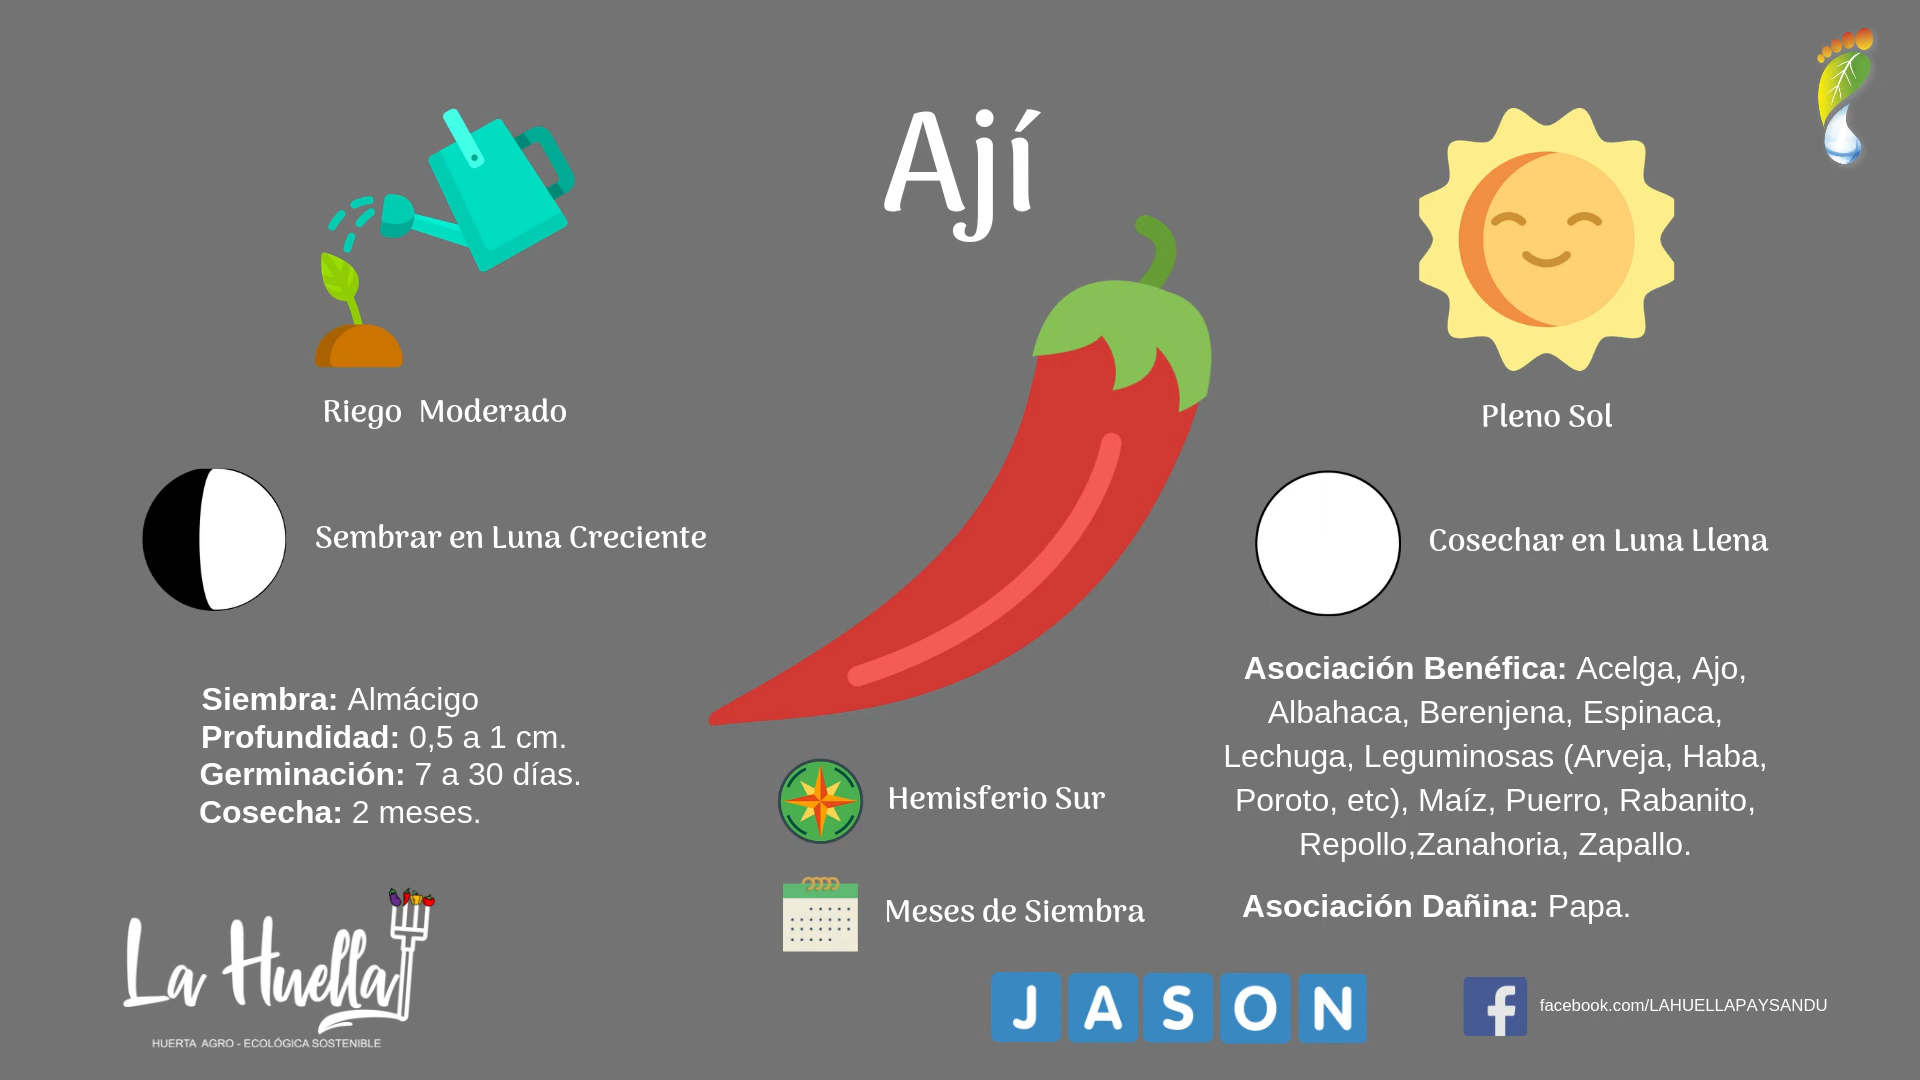 Ají
Riego Moderado
Pleno Sol
Sembrar en Luna Creciente
Cosechar en Luna Llena
Siembra: Almácigo
Profundidad: 0,5 a 1 cm.
Germinación: 7 a 30 días.
Cosecha: 2 meses.
Asociación Benéfica: Acelga, Ajo,
Albahaca, Berenjena, Espinaca,
Lechuga, Leguminosas (Arveja, Haba,
Poroto, etc), Maíz, Puerro, Rabanito,
Repollo,Zanahoria, Zapallo.
Asociación Dañina: Papa.
Hemisferio Sur
Meses de Siembra
J A S O N
La Huella
HUERTA AGRO - ECOLÓGICA SOSTENIBLE
facebook.com/LAHUELLAPAYSANDU